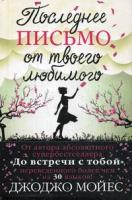 Последнее
ПИСЬМО
от твоего
любимого
От автора абсолютного
супербестселлера
«До встречи с тобой»,
переведенного более чем
на 30 языков!
ДЖОДЖО МОЙЕС